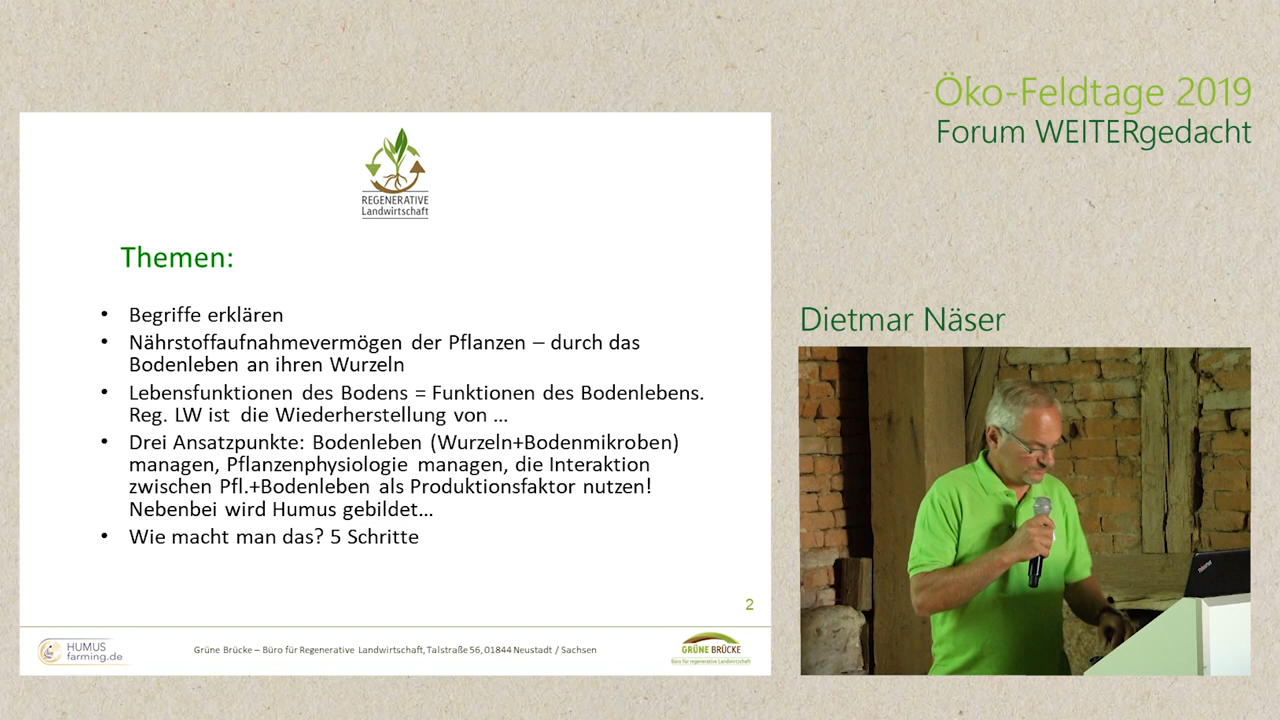 Öko-Feldtage 2019
Forum WEITERgedacht
REGENERATIVE
Landwirtschaft
Themen:
• Begriffe erklären
• Nährstoffaufnahmevermögen der Pflanzen – durch das
Bodenleben an ihren Wurzeln
• Lebensfunktionen des Bodens = Funktionen des Bodenlebens.
Reg. LW ist die Wiederherstellung von ...
• Drei Ansatzpunkte: Bodenleben (Wurzeln+Bodenmikroben)
managen, Pflanzenphysiologie managen, die Interaktion
zwischen Pfl.+Bodenleben als Produktionsfaktor nutzen!
Nebenbei wird Humus gebildet...
• Wie macht man das? 5 Schritte
2
HUMUS
farming.de
Grüne Brücke – Büro für Regenerative Landwirtschaft, Talstraße 56, 01844 Neustadt / Sachsen
GRÜNE BRÜCKE
Büro für regenerative Landwirtschaft
Dietmar Näser
ThinkPad